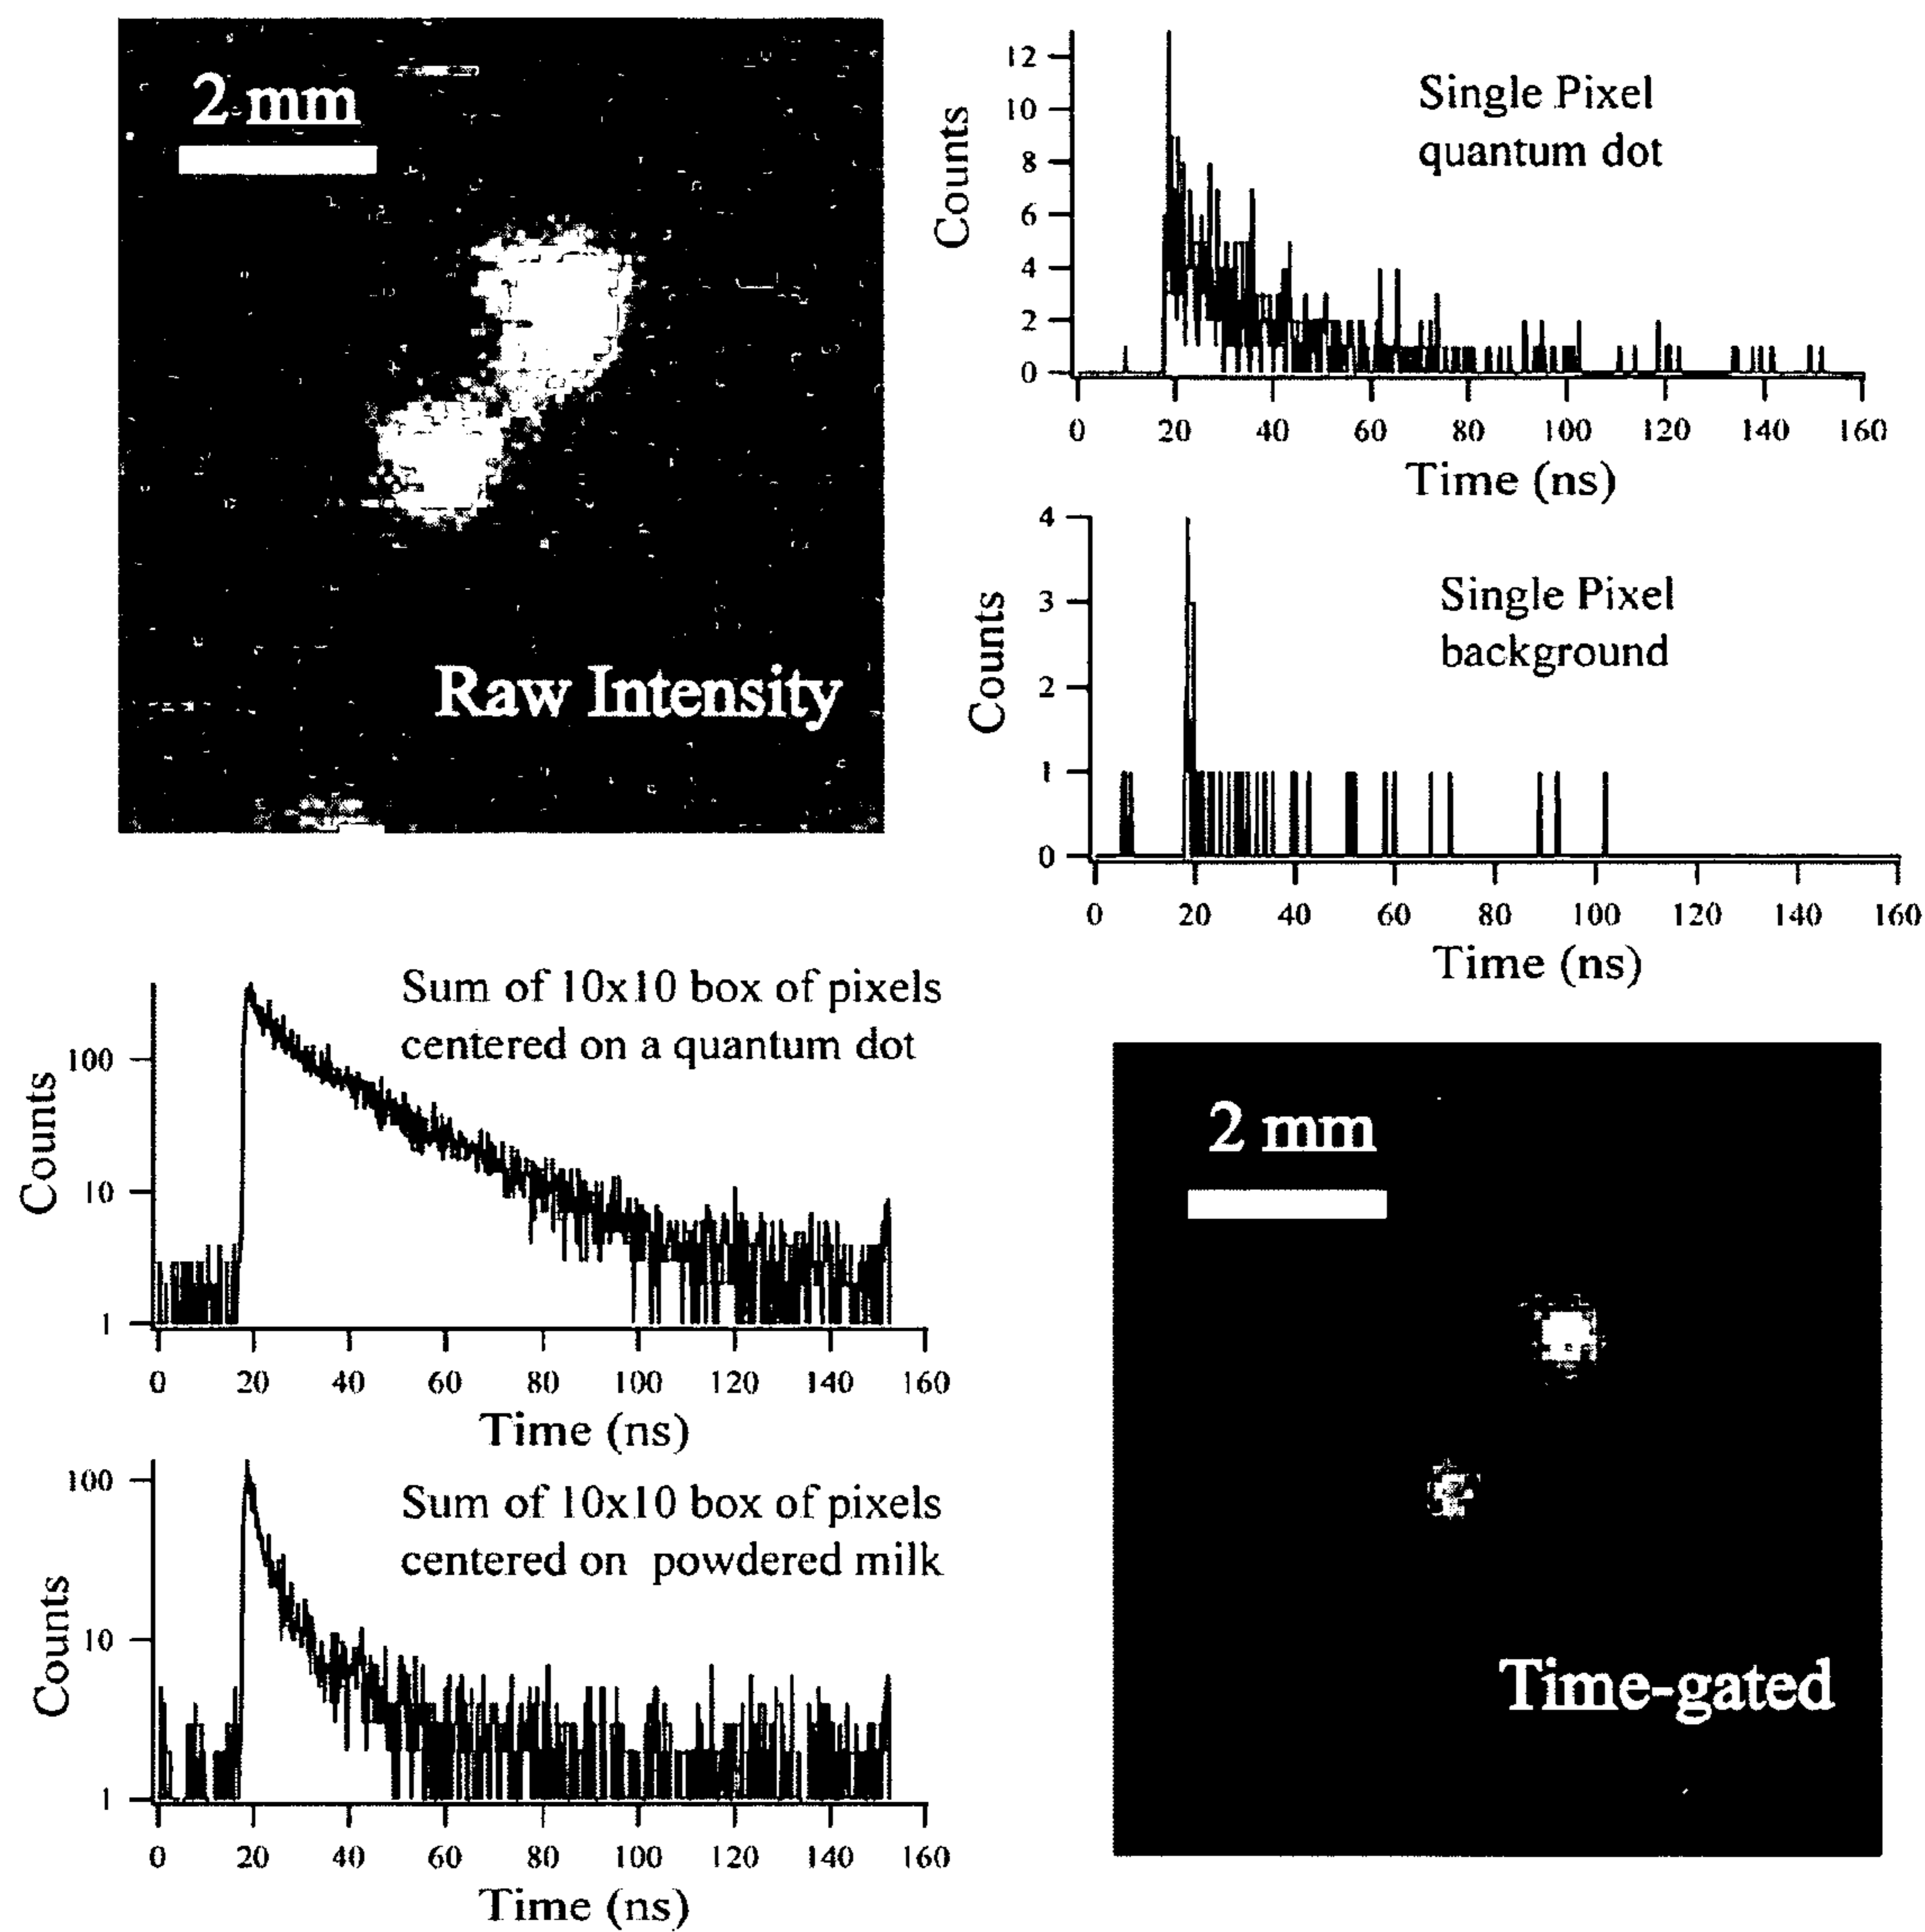 2 mm
Raw Intensity
Single Pixel
quantum dot
Counts
12
10
8
6
4
2
0
0 20 40 60 80 100 120 140 160
Time (ns)
Single Pixel
background
Counts
4
3
2
1
0
0 20 40 60 80 100 120 140 160
Time (ns)
Sum of 10x10 box of pixels
centered on a quantum dot
Counts
100
10
1
0 20 40 60 80 100 120 140 160
Time (ns)
Sum of 10x10 box of pixels
centered on powdered milk
Counts
100
10
1
0 20 40 60 80 100 120 140 160
Time (ns)
2 mm
Time-gated